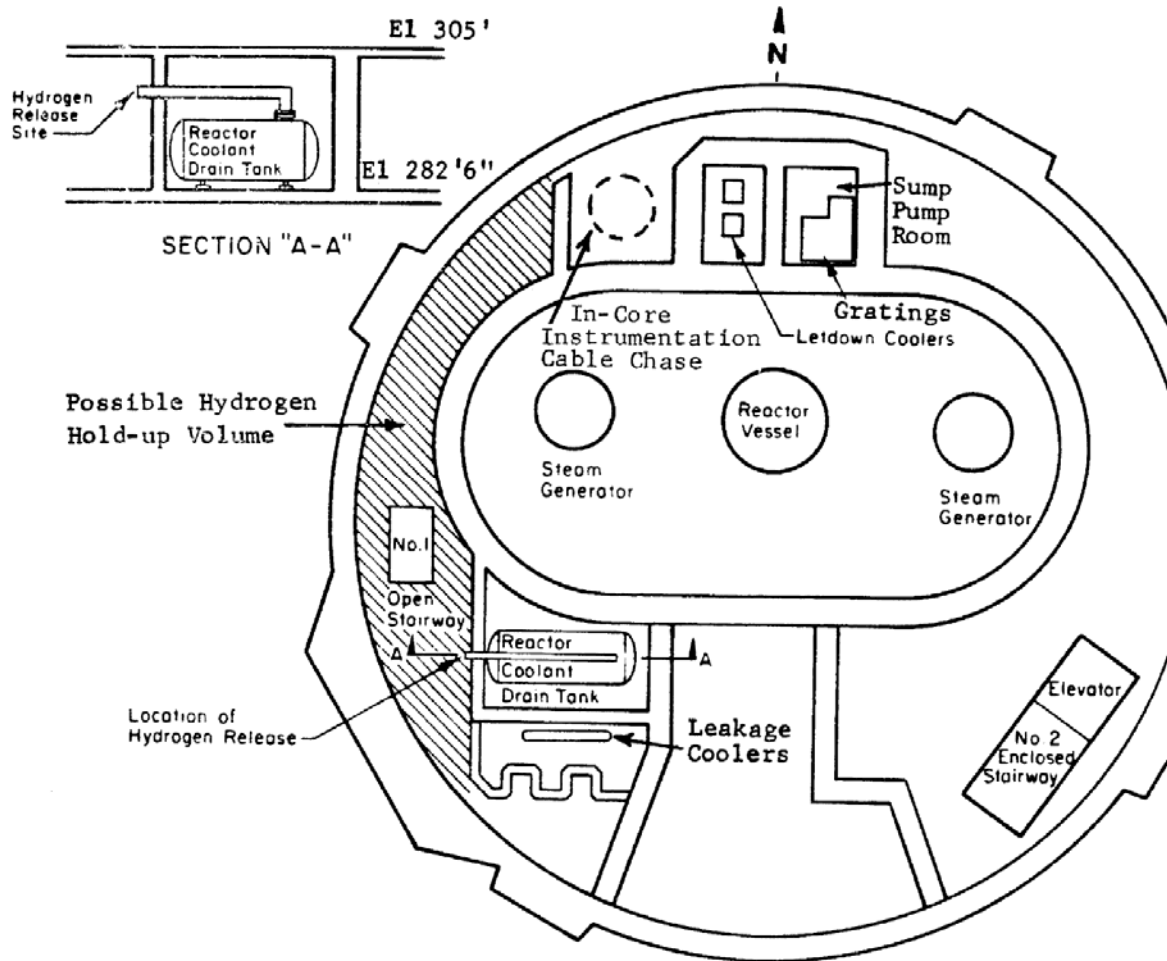 El 305'
Hydrogen
Release
Site
Reactor
Coolant
Drain Tank
El 282'6"
SECTION "A-A"
N
Sump
Pump
Room
Gratings
Letdown Coolers
In-Core
Instrumentation
Cable Chase
Possible Hydrogen
Hold-up Volume
Reactor
Vessel
Steam
Generator
Steam
Generator
No.1
Open
Stairway
A
A
Reactor
Coolant
Drain Tank
Location of
Hydrogen Release
Leakage
Coolers
Elevator
No. 2
Enclosed
Stairway